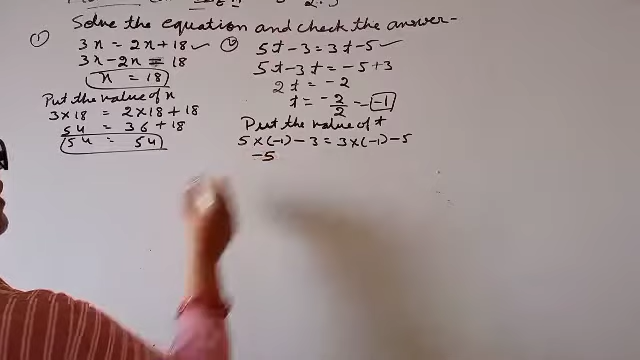 Solve the equation and check the answer-
① 3x = 2x+18 ✓
3x-2x = 18
x = 18
Put the value of x
3×18 = 2×18+18
54 = 36+18
54 = 54
② 5t-3 = 3t-5 ✓
5t-3t = -5+3
2t = -2
t = -2/2 = -1
Put the value of t
5×(-1)-3 = 3×(-1)-5
-5